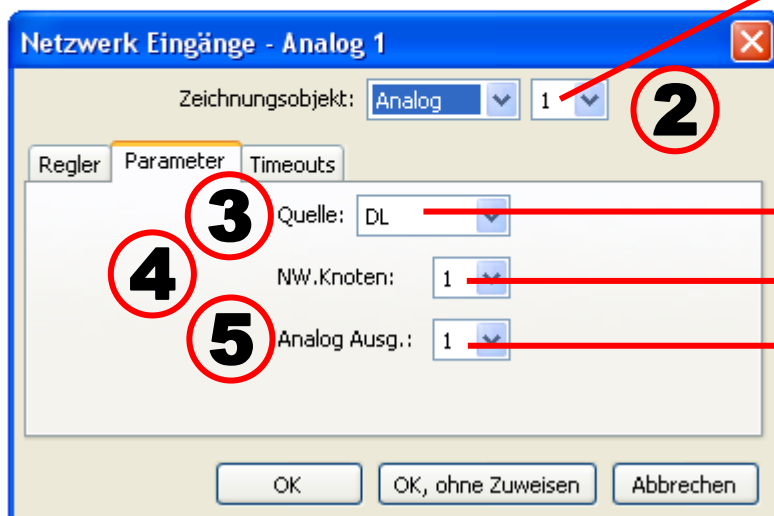 Netzwerk Eingänge - Analog 1
Zeichnungsobjekt: Analog 1 2
Regler Parameter Timeouts
3 Quelle: DL
4 NW.Knoten: 1
5 Analog Ausg.: 1
OK OK, ohne Zuweisen Abbrechen